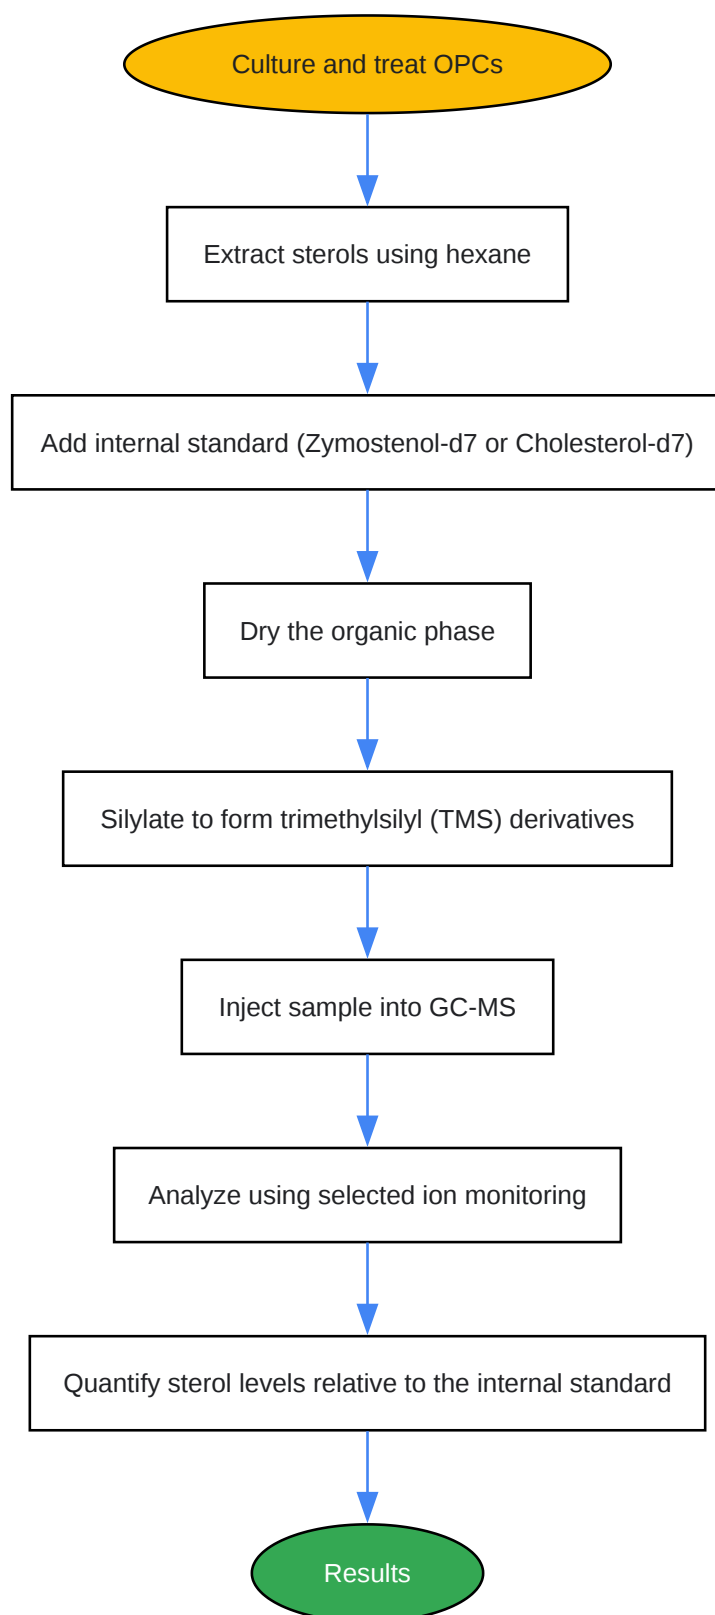 Culture and treat OPCs
Extract sterols using hexane
Add internal standard (Zymostenol-d7 or Cholesterol-d7)
Dry the organic phase
Silylate to form trimethylsilyl (TMS) derivatives
Inject sample into GC-MS
Analyze using selected ion monitoring
Quantify sterol levels relative to the internal standard
Results